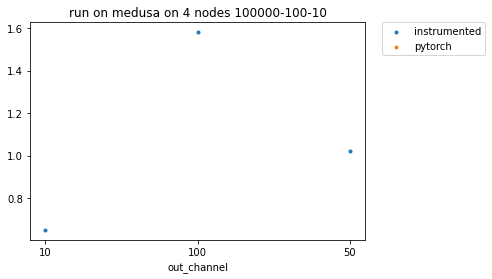 run on medusa on 4 nodes 100000-100-10
instrumented
pytorch
1.6
1.4
1.2
1.0
0.8
10 100 50
out_channel